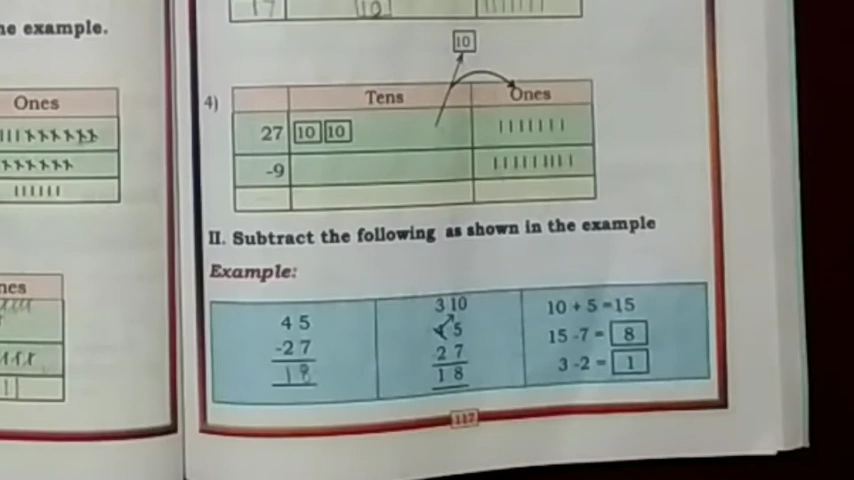 he example.
Ones
nes
17 10
10
4) Tens Ones
27 10 10
-9
II. Subtract the following as shown in the example
Example:
4 5
-2 7
1 8
3 10
4 5
2 7
1 8
10 + 5 =15
15 -7 = 8
3 -2 = 1
117